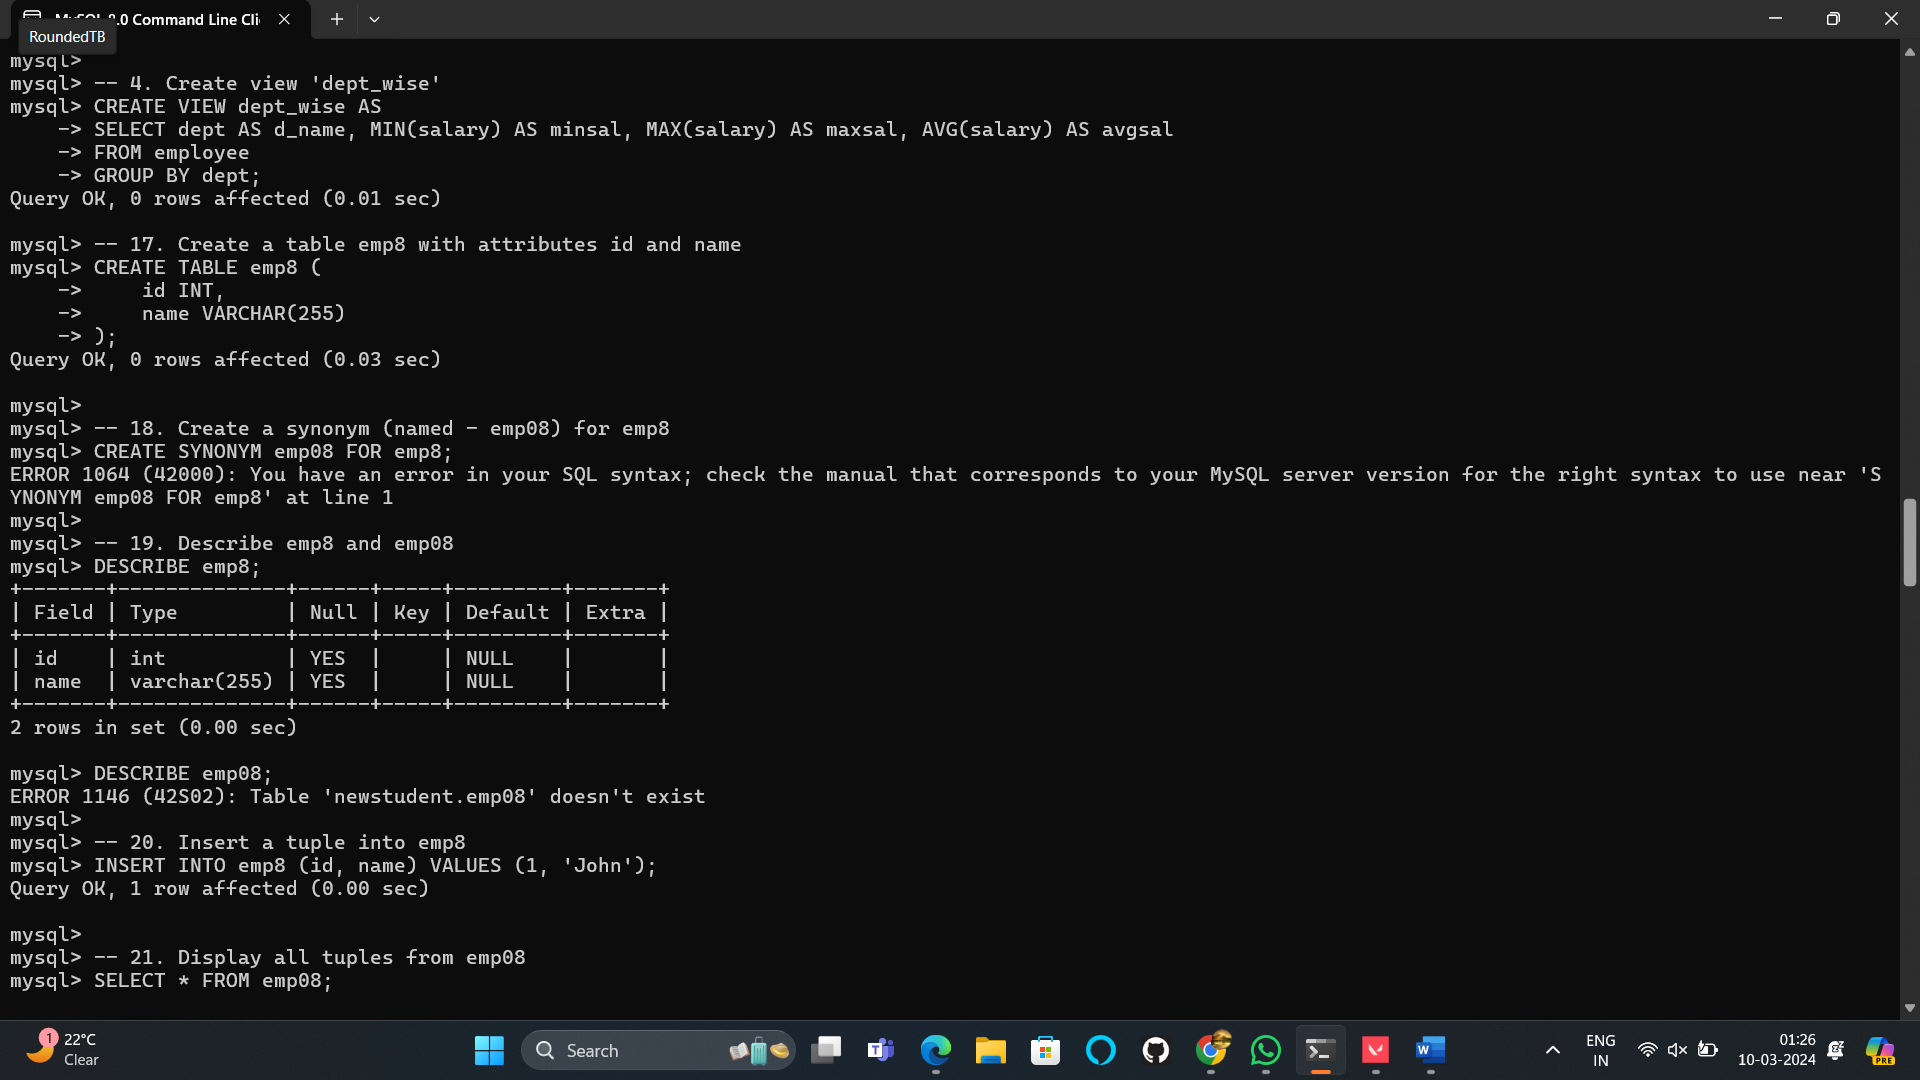 MySQL 8.0 Command Line Cli
RoundedTB
mysql>
mysql> -- 4. Create view 'dept_wise'
mysql> CREATE VIEW dept_wise AS
    -> SELECT dept AS d_name, MIN(salary) AS minsal, MAX(salary) AS maxsal, AVG(salary) AS avgsal
    -> FROM employee
    -> GROUP BY dept;
Query OK, 0 rows affected (0.01 sec)
mysql> -- 17. Create a table emp8 with attributes id and name
mysql> CREATE TABLE emp8 (
    ->     id INT,
    ->     name VARCHAR(255)
    -> );
Query OK, 0 rows affected (0.03 sec)
mysql>
mysql> -- 18. Create a synonym (named - emp08) for emp8
mysql> CREATE SYNONYM emp08 FOR emp8;
ERROR 1064 (42000): You have an error in your SQL syntax; check the manual that corresponds to your MySQL server version for the right syntax to use near 'S
YNONYM emp08 FOR emp8' at line 1
mysql>
mysql> -- 19. Describe emp8 and emp08
mysql> DESCRIBE emp8;
+-------+--------------+------+-----+---------+-------+
| Field | Type         | Null | Key | Default | Extra |
+-------+--------------+------+-----+---------+-------+
| id    | int          | YES  |     | NULL    |       |
| name  | varchar(255) | YES  |     | NULL    |       |
+-------+--------------+------+-----+---------+-------+
2 rows in set (0.00 sec)
mysql> DESCRIBE emp08;
ERROR 1146 (42S02): Table 'newstudent.emp08' doesn't exist
mysql>
mysql> -- 20. Insert a tuple into emp8
mysql> INSERT INTO emp8 (id, name) VALUES (1, 'John');
Query OK, 1 row affected (0.00 sec)
mysql>
mysql> -- 21. Display all tuples from emp08
mysql> SELECT * FROM emp08;
1
22°C
Clear
Search
ENG
IN
01:26
10-03-2024
PRE